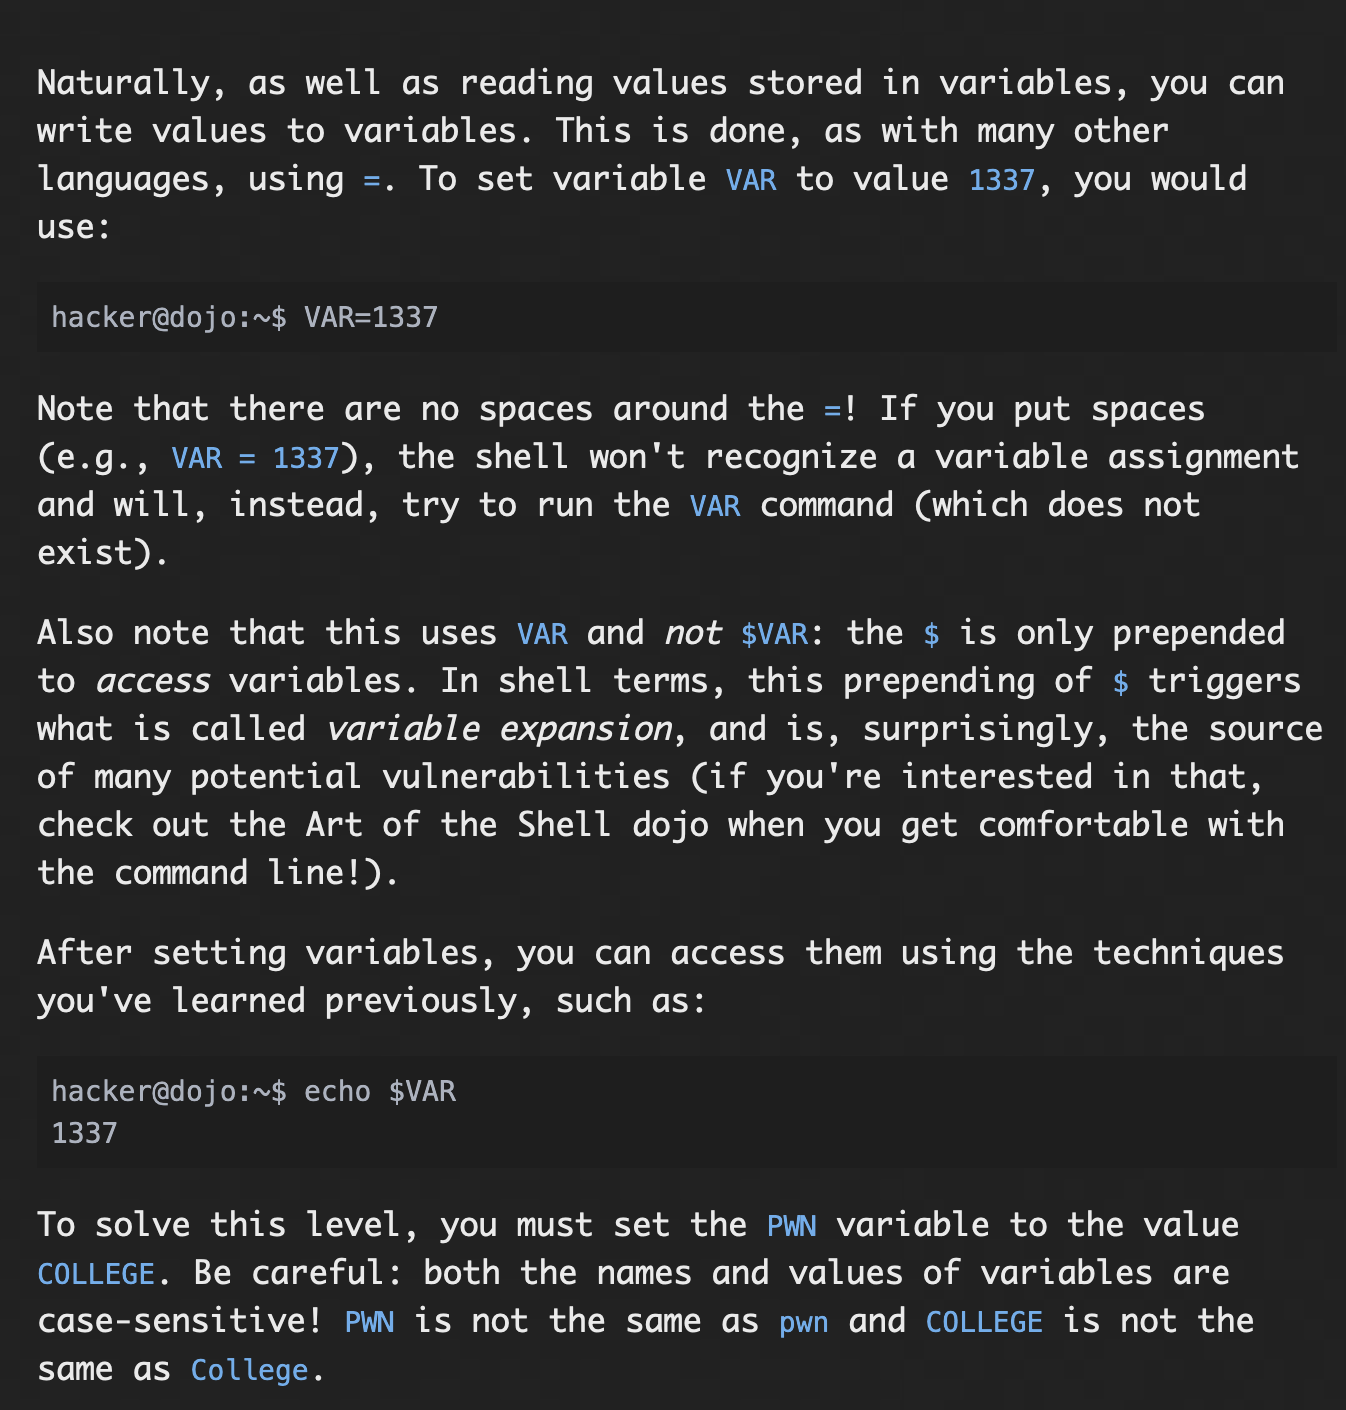 Naturally, as well as reading values stored in variables, you can
write values to variables. This is done, as with many other
languages, using =. To set variable VAR to value 1337, you would
use:
hacker@dojo:~$ VAR=1337
Note that there are no spaces around the =! If you put spaces
(e.g., VAR = 1337), the shell won't recognize a variable assignment
and will, instead, try to run the VAR command (which does not
exist).
Also note that this uses VAR and not $VAR: the $ is only prepended
to access variables. In shell terms, this prepending of $ triggers
what is called variable expansion, and is, surprisingly, the source
of many potential vulnerabilities (if you're interested in that,
check out the Art of the Shell dojo when you get comfortable with
the command line!).
After setting variables, you can access them using the techniques
you've learned previously, such as:
hacker@dojo:~$ echo $VAR
1337
To solve this level, you must set the PWN variable to the value
COLLEGE. Be careful: both the names and values of variables are
case-sensitive! PWN is not the same as pwn and COLLEGE is not the
same as College.